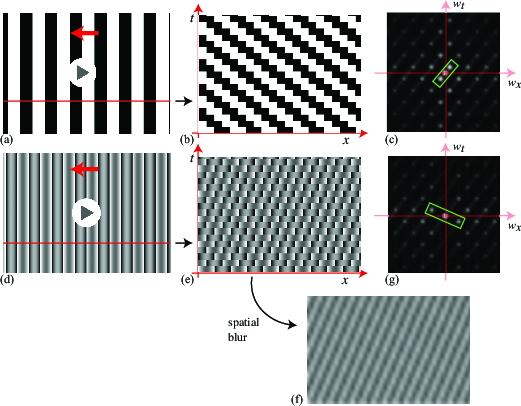 t
w_t
w_x
(a)
(b)
x
(c)
t
w_t
w_x
(d)
(e)
x
(g)
spatial
blur
(f)